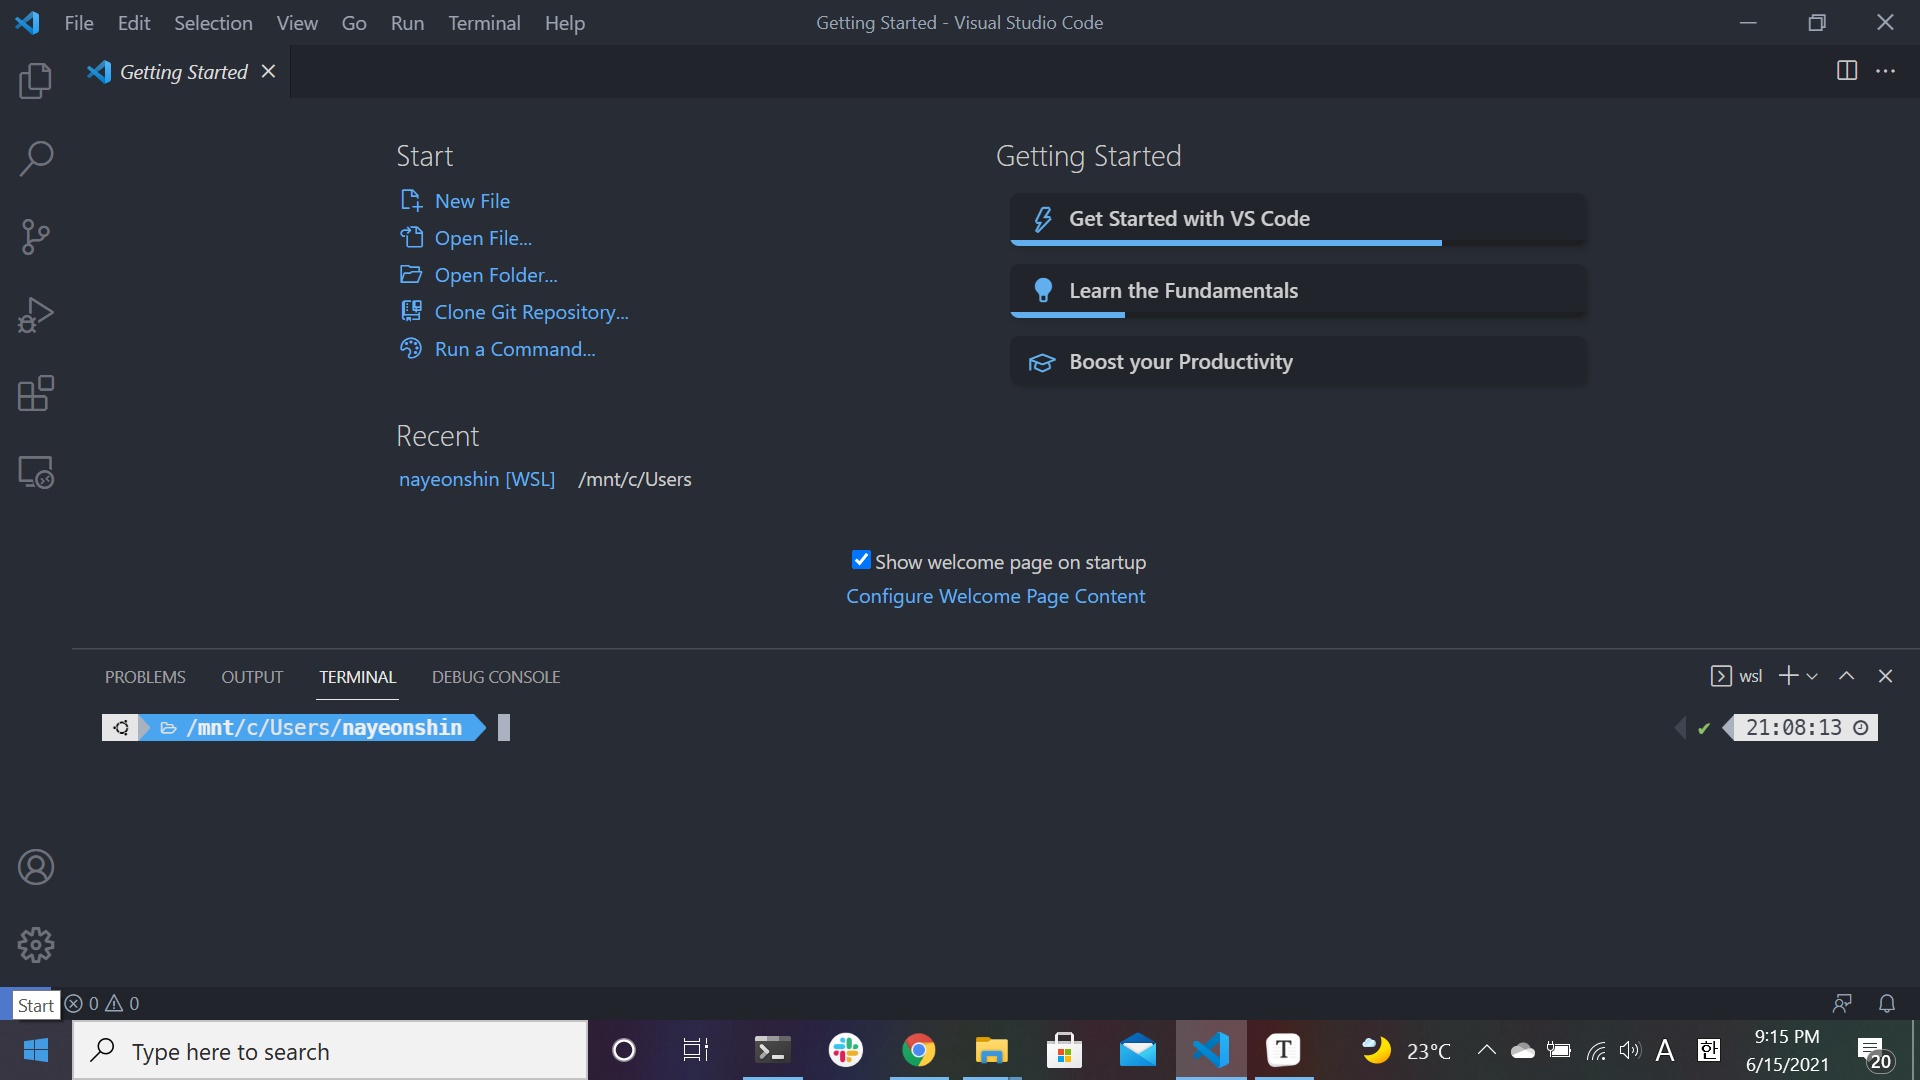 File Edit Selection View Go Run Terminal Help Getting Started - Visual Studio Code
Getting Started
Start
New File
Open File...
Open Folder...
Clone Git Repository...
Run a Command...
Recent
nayeonshin [WSL] /mnt/c/Users
Getting Started
Get Started with VS Code
Learn the Fundamentals
Boost your Productivity
Show welcome page on startup
Configure Welcome Page Content
PROBLEMS OUTPUT TERMINAL DEBUG CONSOLE wsl
/mnt/c/Users/nayeonshin 21:08:13
Start 0 0
Type here to search T 23°C A 한 9:15 PM
6/15/2021 20